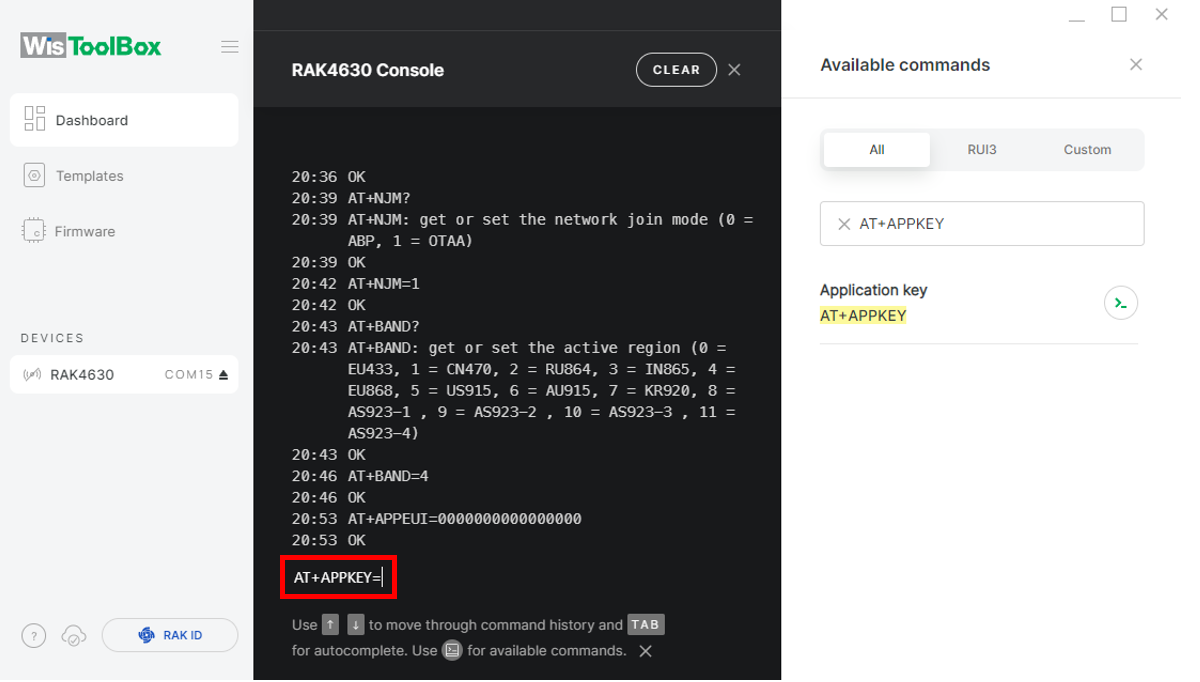 WisToolBox
Dashboard
Templates
Firmware
DEVICES
RAK4630 COM15
?
RAK ID
RAK4630 Console
CLEAR
20:36 OK
20:39 AT+NJM?
20:39 AT+NJM: get or set the network join mode (0 =
ABP, 1 = OTAA)
20:39 OK
20:42 AT+NJM=1
20:42 OK
20:43 AT+BAND?
20:43 AT+BAND: get or set the active region (0 =
EU433, 1 = CN470, 2 = RU864, 3 = IN865, 4 =
EU868, 5 = US915, 6 = AU915, 7 = KR920, 8 =
AS923-1 , 9 = AS923-2 , 10 = AS923-3 , 11 =
AS923-4)
20:43 OK
20:46 AT+BAND=4
20:46 OK
20:53 AT+APPEUI=0000000000000000
20:53 OK
AT+APPKEY=
Use ↑ ↓ to move through command history and TAB
for autocomplete. Use for available commands.
Available commands
All RUI3 Custom
AT+APPKEY
Application key
AT+APPKEY